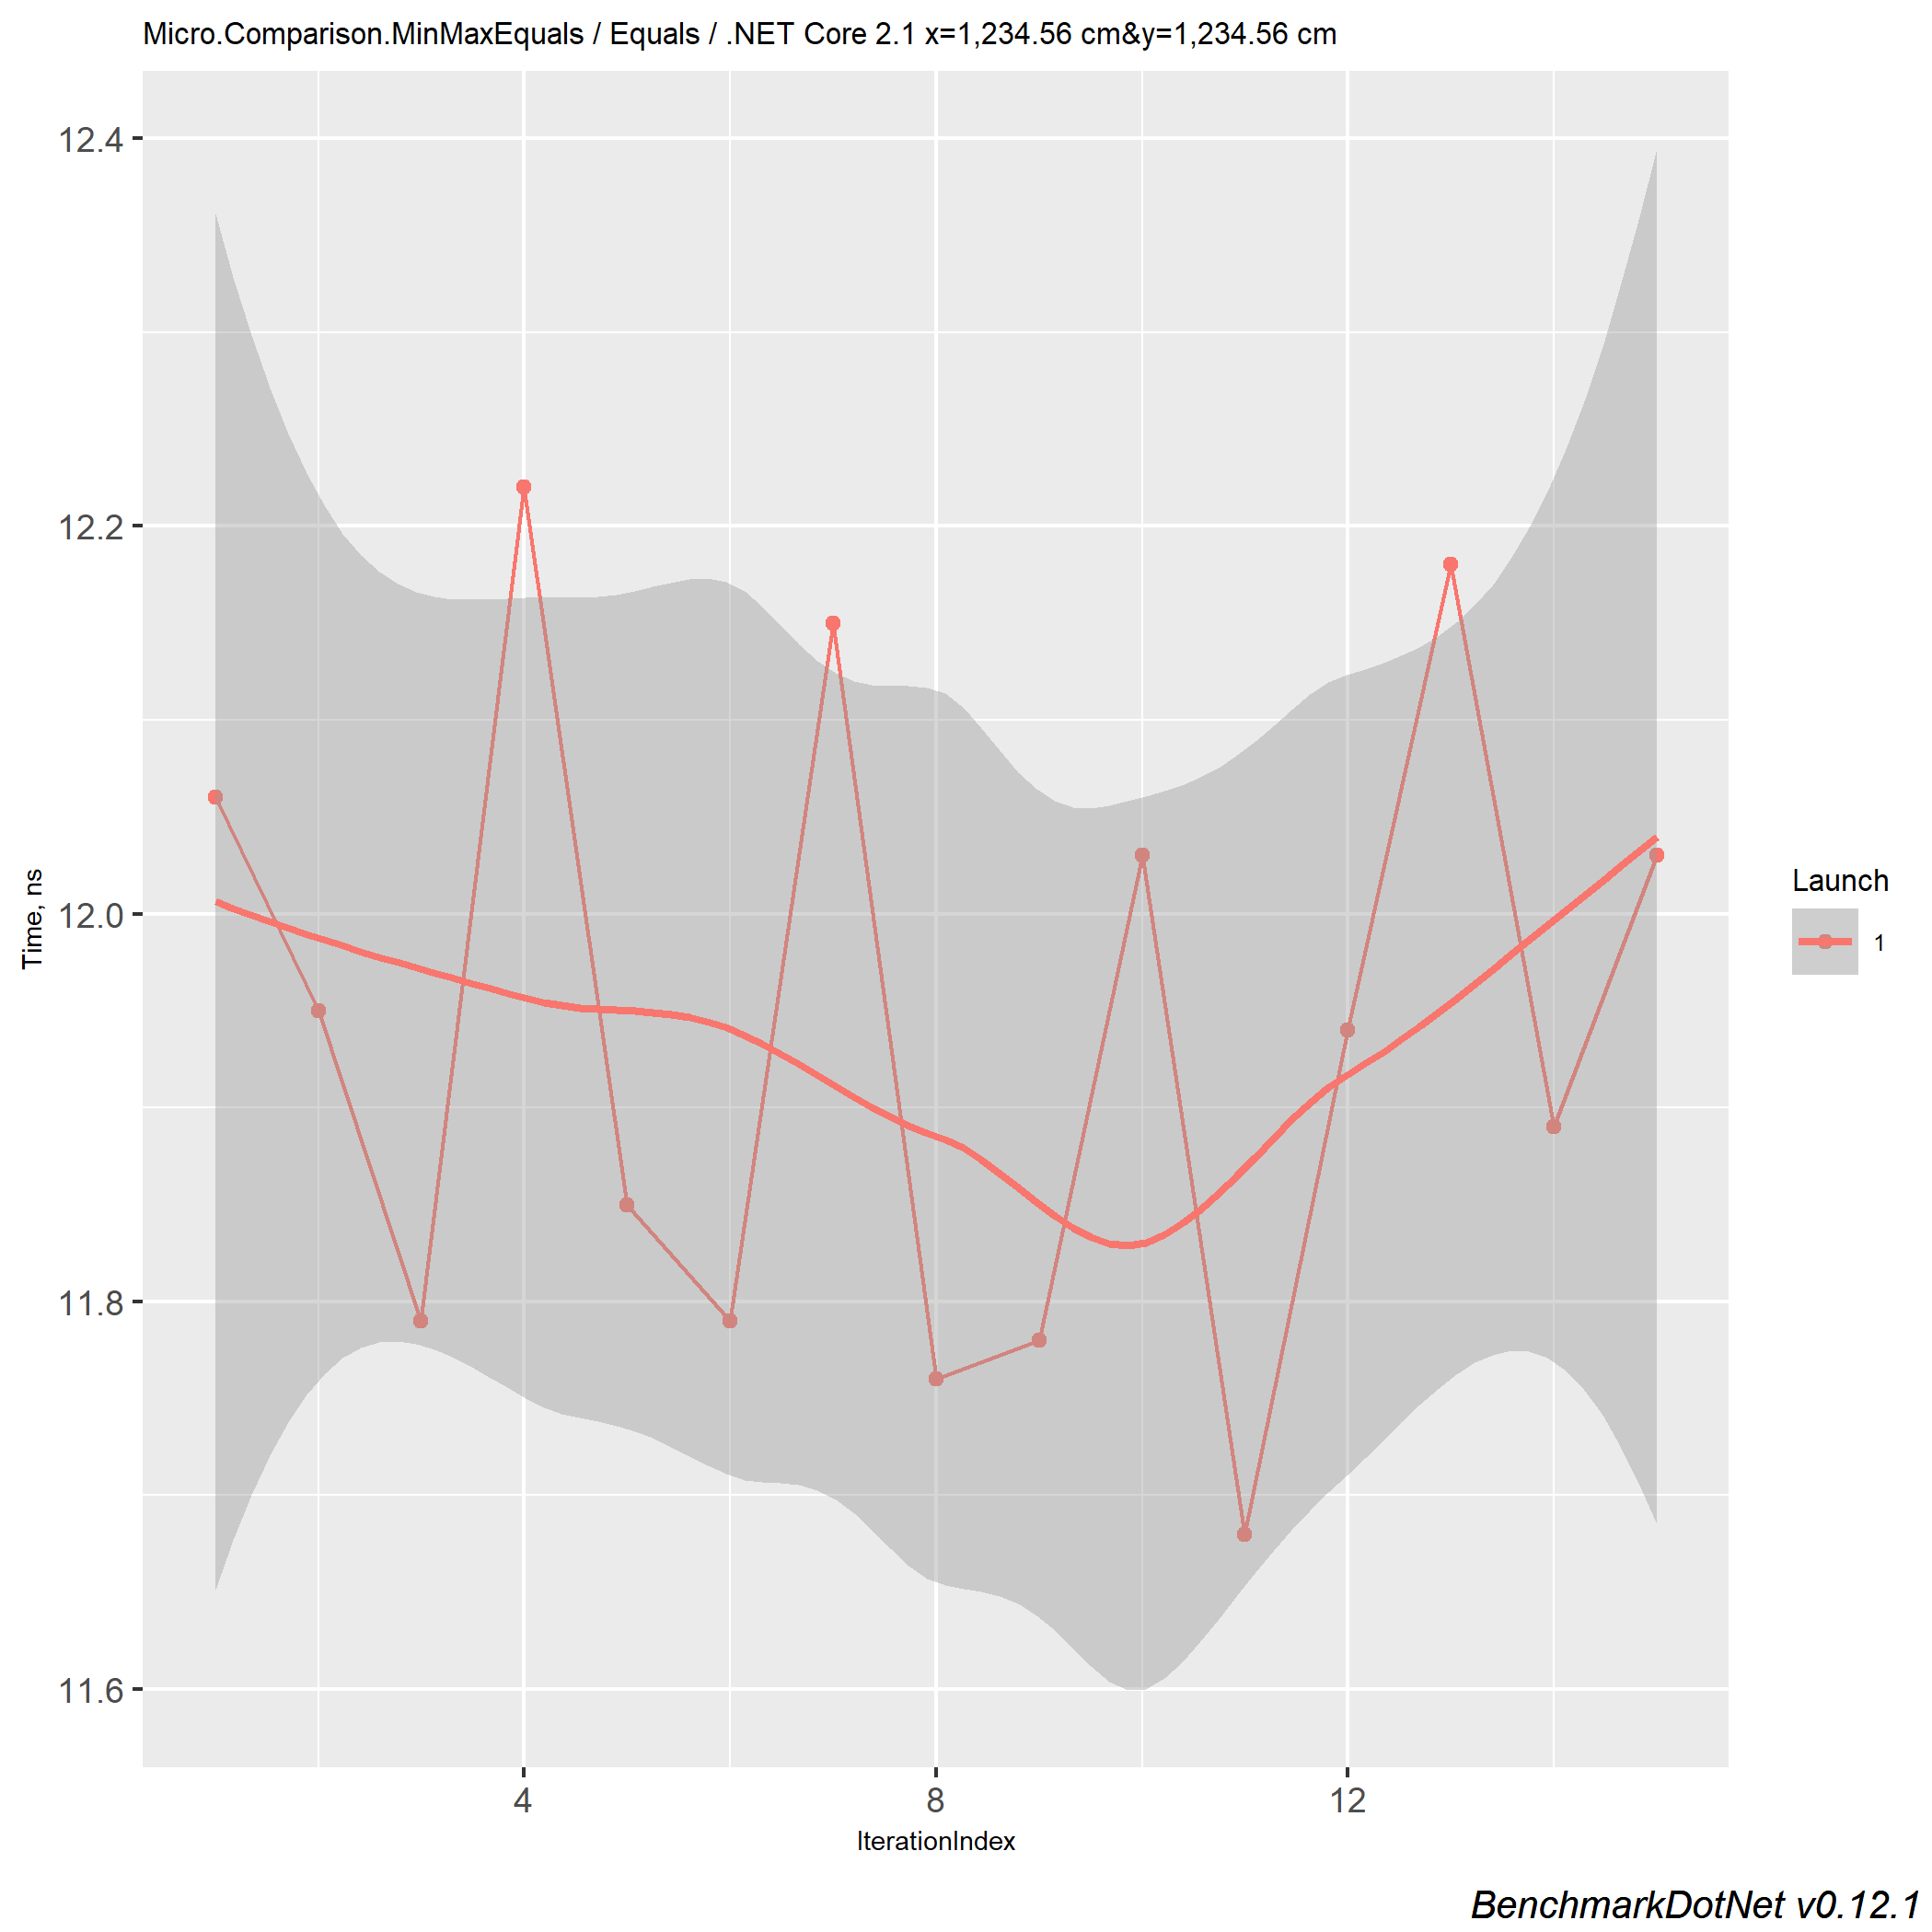 Micro.Comparison.MinMaxEquals / Equals / .NET Core 2.1 x=1,234.56 cm&y=1,234.56 cm
12.4
12.2
12.0
11.8
11.6
Time, ns
4
8
12
IterationIndex
Launch
1
BenchmarkDotNet v0.12.1